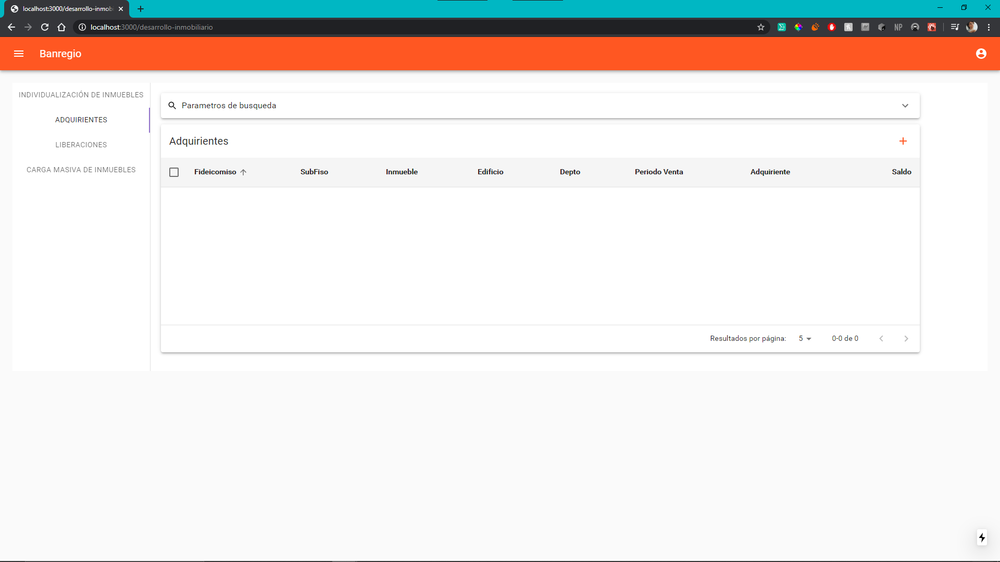 localhost:3000/desarrollo-inmobi
localhost:3000/desarrollo-inmobiliario
NP
Banregio
INDIVIDUALIZACIÓN DE INMUEBLES
ADQUIRIENTES
LIBERACIONES
CARGA MASIVA DE INMUEBLES
Parametros de busqueda
Adquirientes
Fideicomiso SubFiso Inmueble Edificio Depto Periodo Venta Adquiriente Saldo
Resultados por página: 5 0-0 de 0